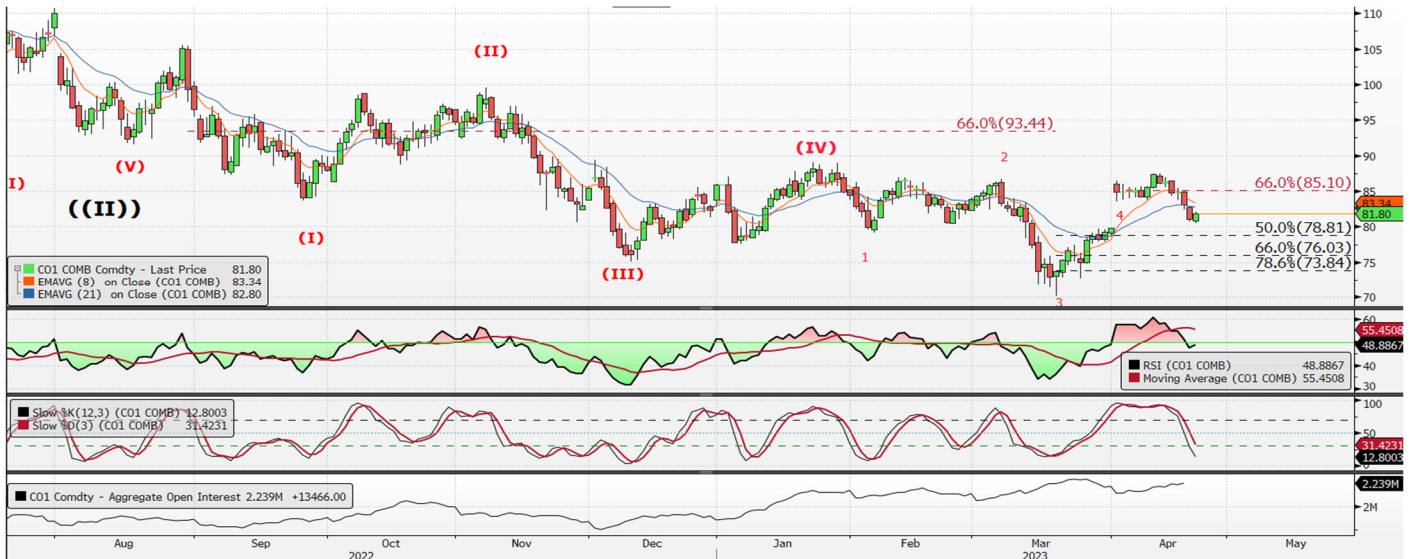 110
105
100
95
90
85
83.34
81.80
80
75
70
(II)
66.0%(93.44)
(IV)
2
(V)
I)
66.0%(85.10)
((II))
4
(I)
50.0%(78.81)
1
66.0%(76.03)
(III)
78.6%(73.84)
3
CO1 COMB Comdty - Last Price 81.80
EMAVG (8) on Close (CO1 COMB) 83.34
EMAVG (21) on Close (CO1 COMB) 82.80
60
55.4508
48.8867
40
30
RSI (CO1 COMB) 48.8867
Moving Average (CO1 COMB) 55.4508
Slow %K(12,3) (CO1 COMB) 12.8003
Slow %D(3) (CO1 COMB) 31.4231
100
50
31.4231
12.8003
0
CO1 Comdty - Aggregate Open Interest 2.239M +13466.00
2.239M
2M
Aug Sep Oct Nov Dec Jan Feb Mar Apr May
2022 2023